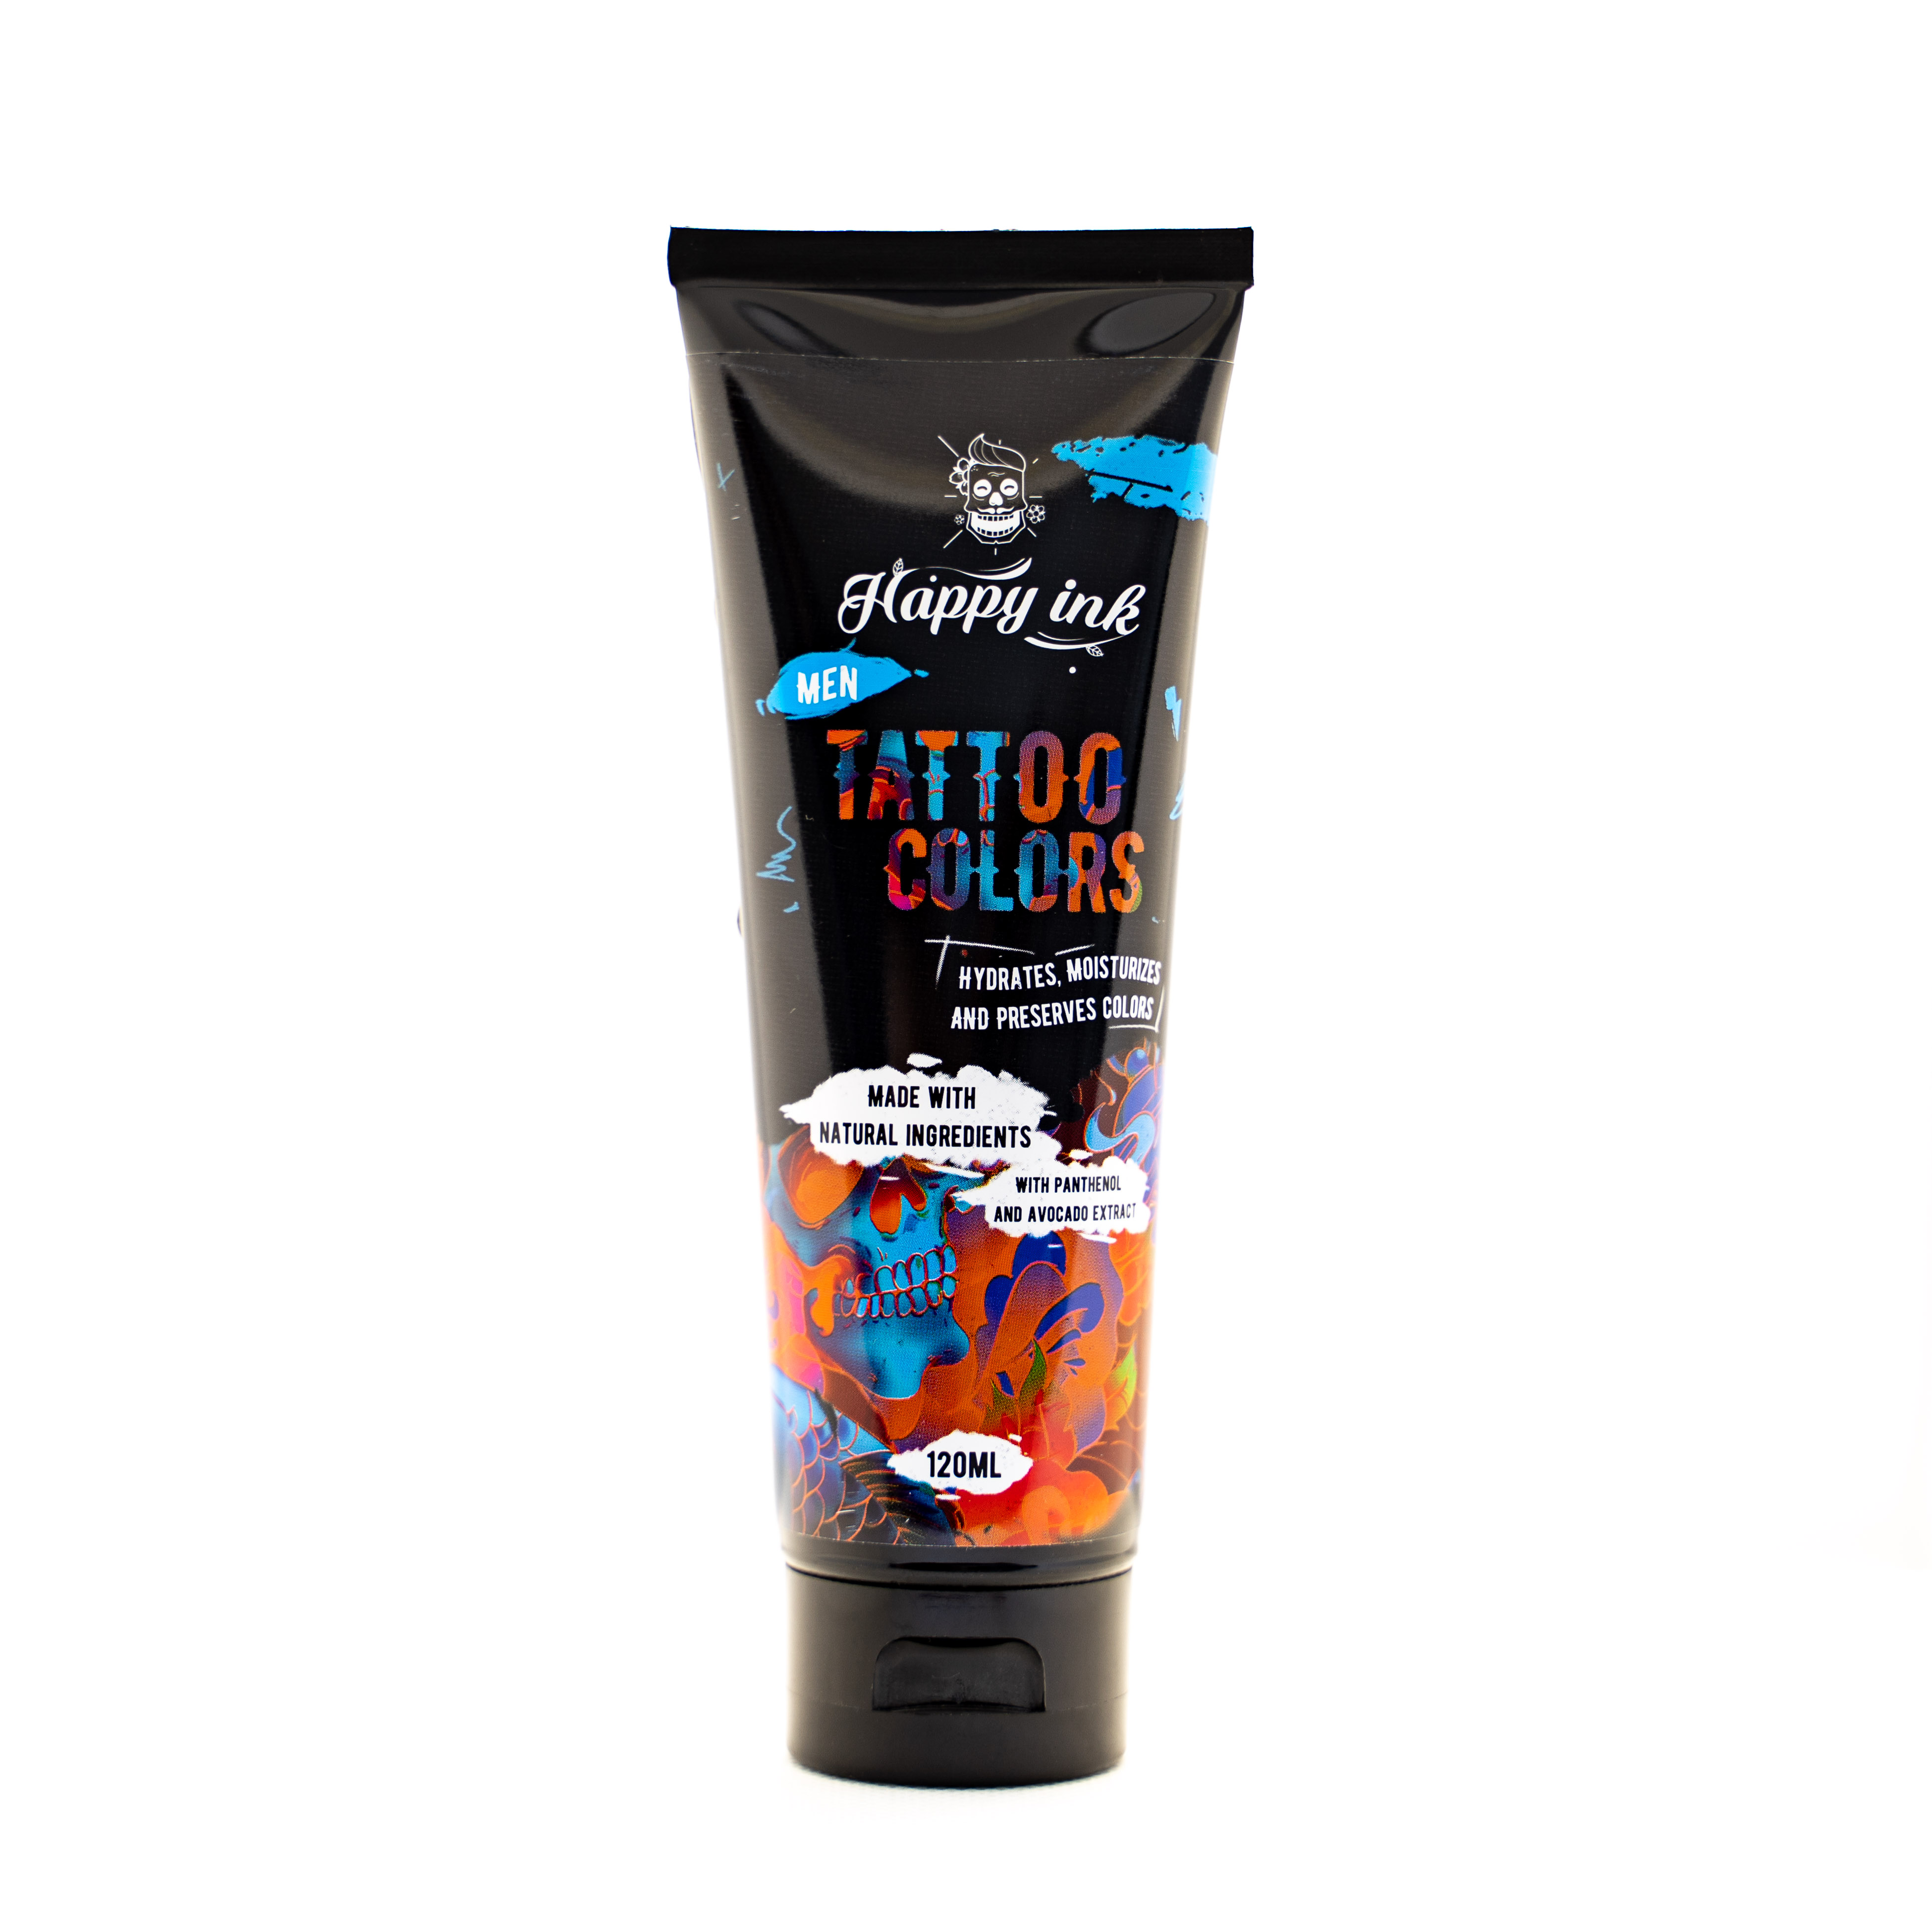 Happy ink
MEN
TATTOO
COLORS
HYDRATES, MOISTURIZES
AND PRESERVES COLORS
MADE WITH
NATURAL INGREDIENTS
WITH PANTHENOL
AND AVOCADO EXTRACT
120ML